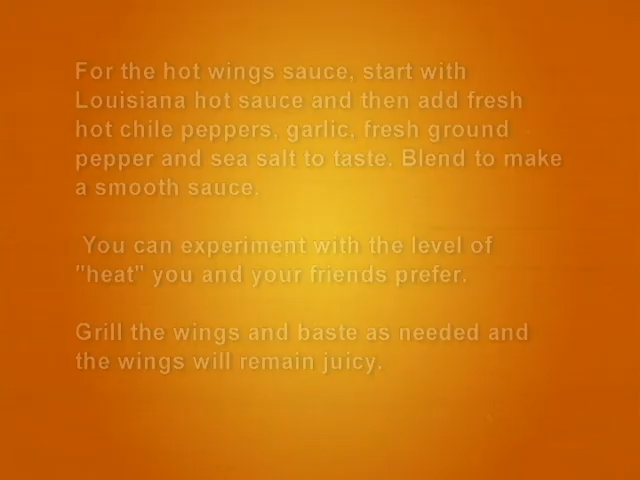 For the hot wings sauce, start with
Louisiana hot sauce and then add fresh
hot chile peppers, garlic, fresh ground
pepper and sea salt to taste. Blend to make
a smooth sauce.
You can experiment with the level of
"heat" you and your friends prefer.
Grill the wings and baste as needed and
the wings will remain juicy.